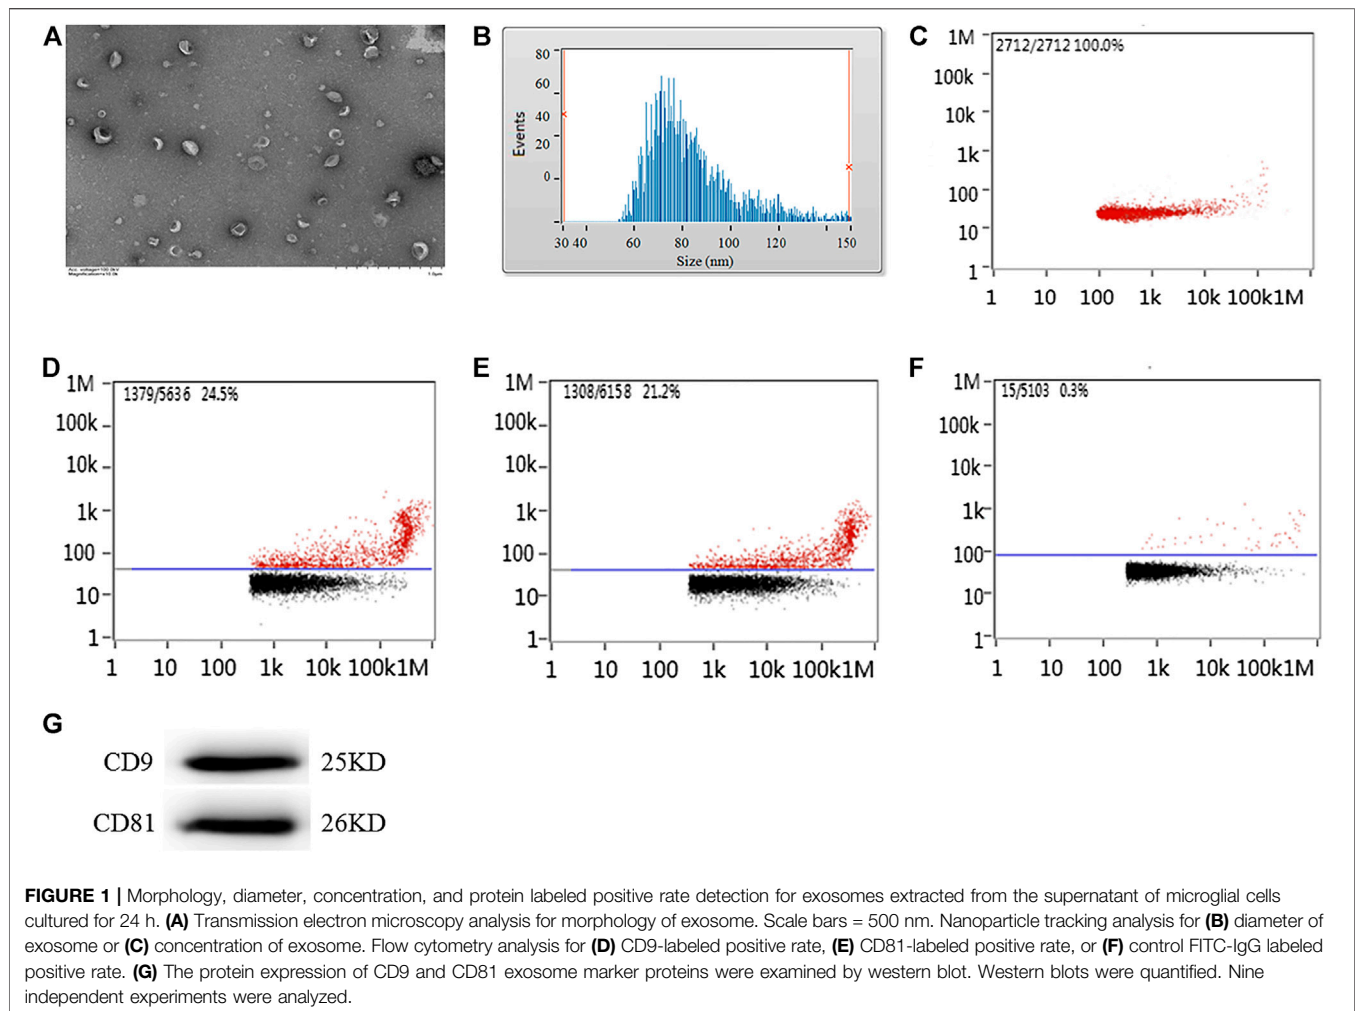 A
Acc. voltage=100.0kV
Magnification=x10.0k
1.0μm
B
80
60
40
20
0
Events
30 40 60 80 100 120 150
Size (nm)
C
2712/2712 100.0%
1M
100k
10k
1k
100
10
1
1 10 100 1k 10k 100k1M
D
1379/5636 24.5%
1M
100k
10k
1k
100
10
1
1 10 100 1k 10k 100k1M
E
1308/6158 21.2%
1M
100k
10k
1k
100
10
1
1 10 100 1k 10k 100k1M
F
15/5103 0.3%
1M
100k
10k
1k
100
10
1
1 10 100 1k 10k 100k1M
G
CD9 25KD
CD81 26KD
FIGURE 1 | Morphology, diameter, concentration, and protein labeled positive rate detection for exosomes extracted from the supernatant of microglial cells
cultured for 24 h. (A) Transmission electron microscopy analysis for morphology of exosome. Scale bars = 500 nm. Nanoparticle tracking analysis for (B) diameter of
exosome or (C) concentration of exosome. Flow cytometry analysis for (D) CD9-labeled positive rate, (E) CD81-labeled positive rate, or (F) control FITC-IgG labeled
positive rate. (G) The protein expression of CD9 and CD81 exosome marker proteins were examined by western blot. Western blots were quantified. Nine
independent experiments were analyzed.